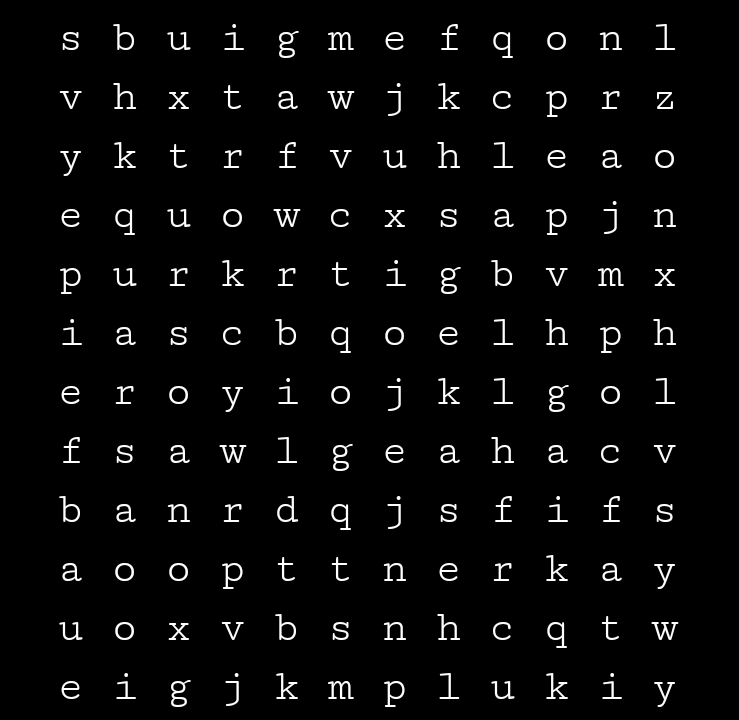 s b u i g m e f q o n l
v h x t a w j k c p r z
y k t r f v u h l e a o
e q u o w c x s a p j n
p u r k r t i g b v m x
i a s c b q o e l h p h
e r o y i o j k l g o l
f s a w l g e a h a c v
b a n r d q j s f i f s
a o o p t t n e r k a y
u o x v b s n h c q t w
e i g j k m p l u k i y